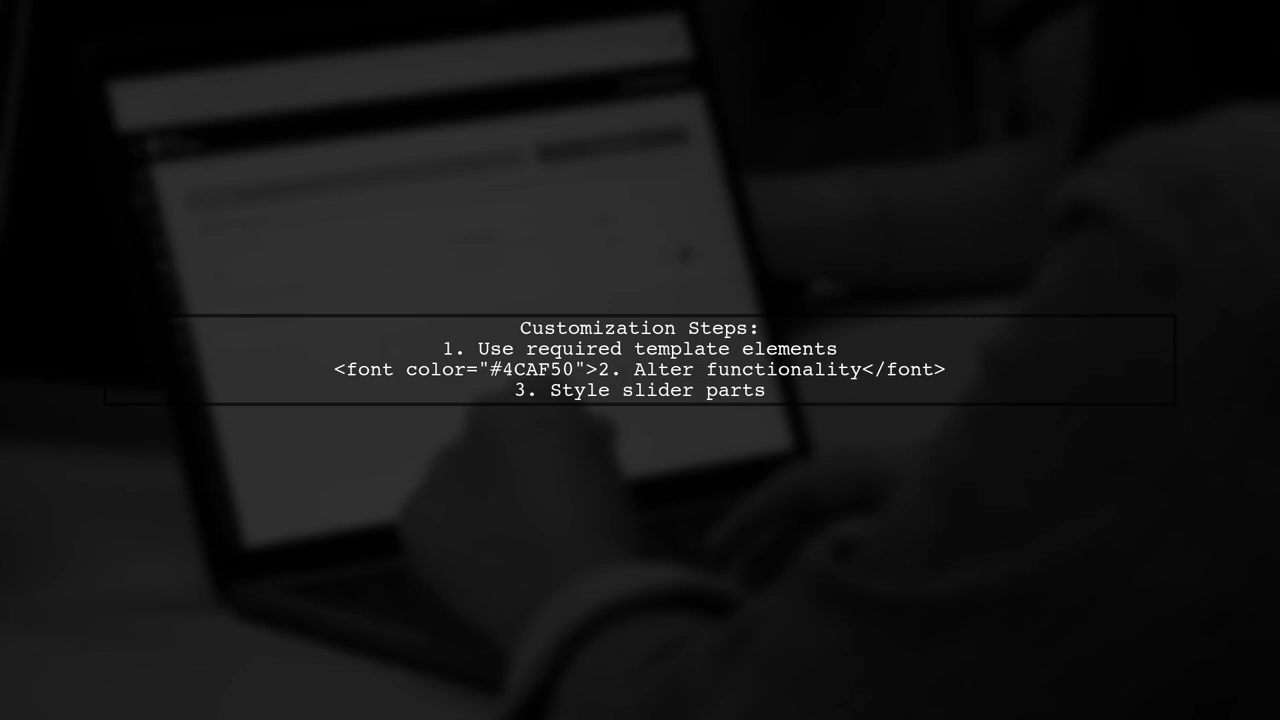 Customization Steps:
1. Use required template elements
<font color="#4CAF50">2. Alter functionality</font>
3. Style slider parts